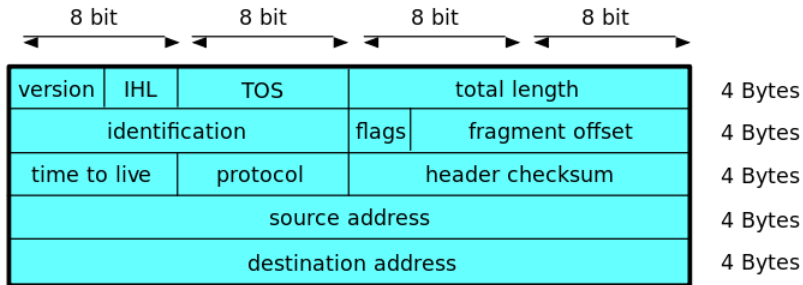 8 bit 8 bit 8 bit 8 bit
version IHL TOS total length 4 Bytes
identification flags fragment offset 4 Bytes
time to live protocol header checksum 4 Bytes
source address 4 Bytes
destination address 4 Bytes